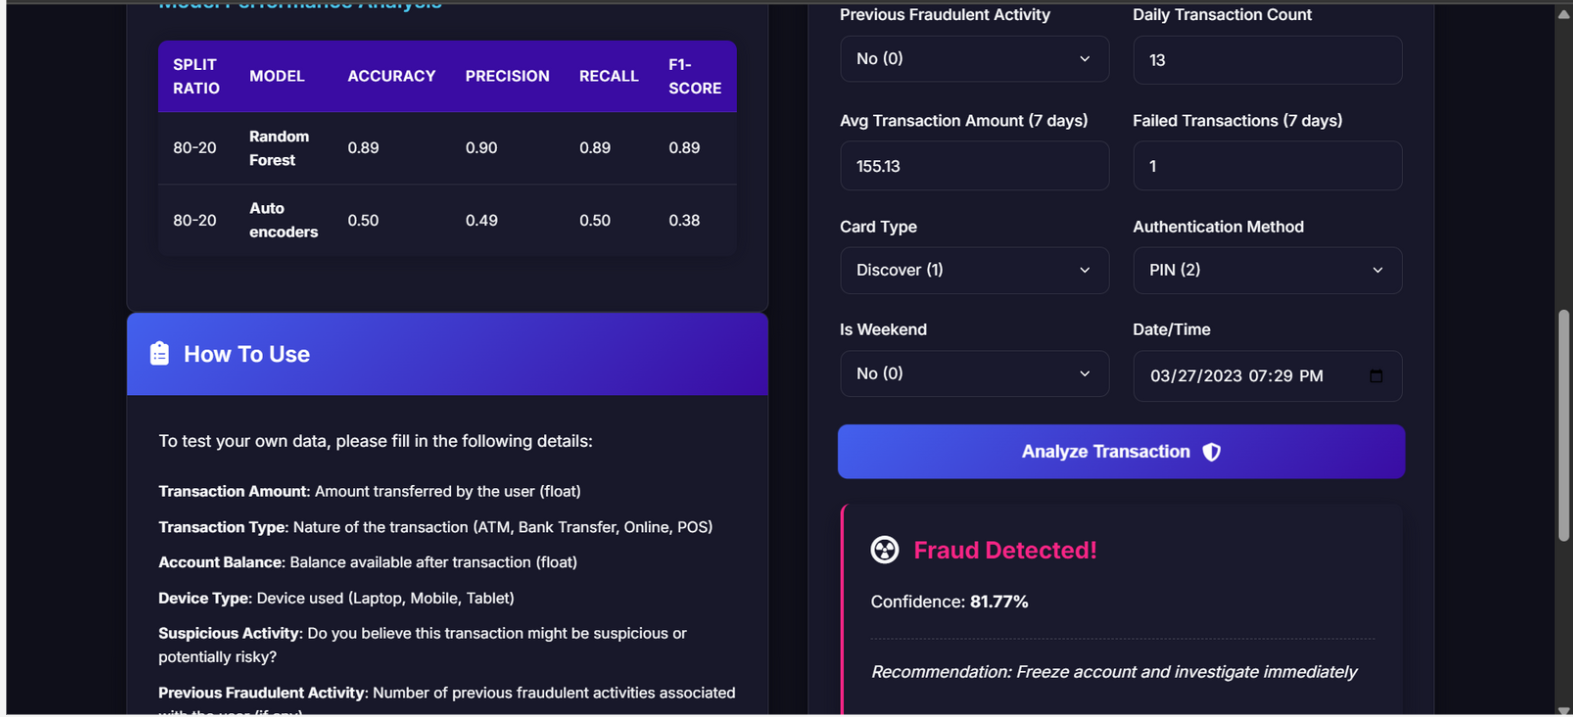 Model Performance Analysis
SPLIT RATIO MODEL ACCURACY PRECISION RECALL F1-SCORE
80-20 Random Forest 0.89 0.90 0.89 0.89
80-20 Auto encoders 0.50 0.49 0.50 0.38
How To Use
To test your own data, please fill in the following details:
Transaction Amount: Amount transferred by the user (float)
Transaction Type: Nature of the transaction (ATM, Bank Transfer, Online, POS)
Account Balance: Balance available after transaction (float)
Device Type: Device used (Laptop, Mobile, Tablet)
Suspicious Activity: Do you believe this transaction might be suspicious or
potentially risky?
Previous Fraudulent Activity: Number of previous fraudulent activities associated
with the user (if any)
Previous Fraudulent Activity Daily Transaction Count
No (0) 13
Avg Transaction Amount (7 days) Failed Transactions (7 days)
155.13 1
Card Type Authentication Method
Discover (1) PIN (2)
Is Weekend Date/Time
No (0) 03/27/2023 07:29 PM
Analyze Transaction
Fraud Detected!
Confidence: 81.77%
Recommendation: Freeze account and investigate immediately